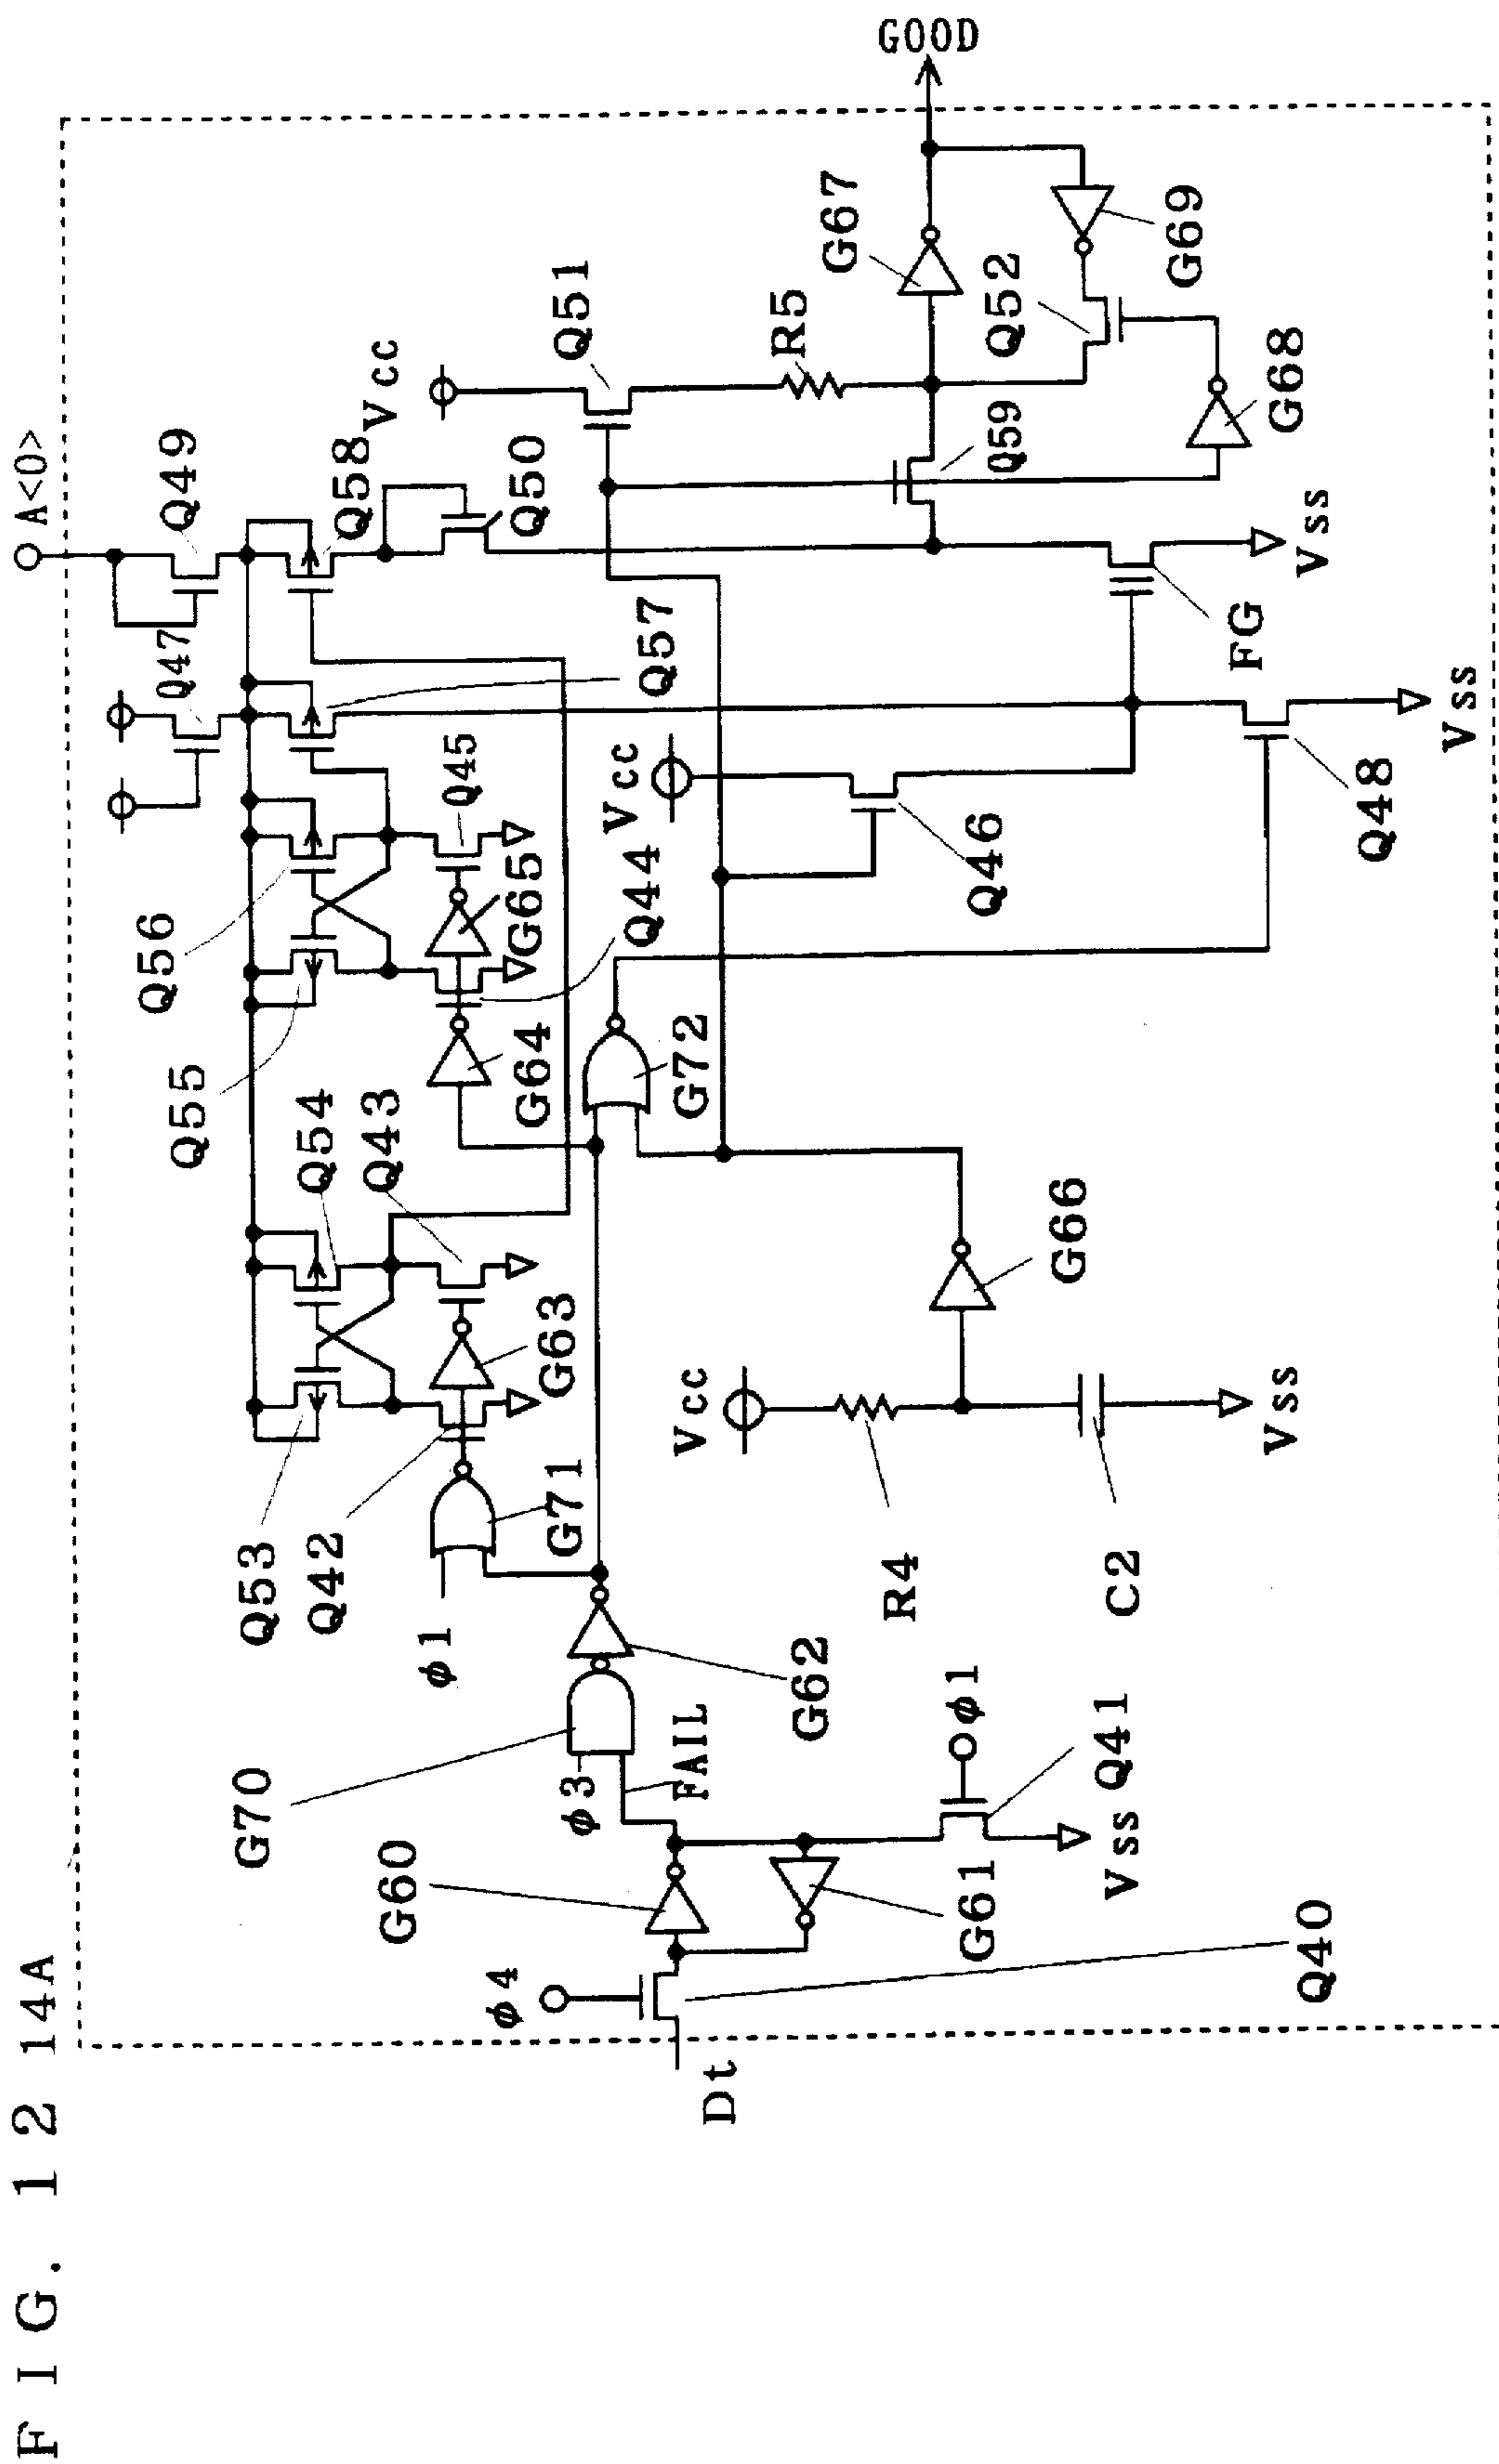 FIG. 12 14A
A<0>
GOOD
Q49
Q47
Q58
Vcc
Q50
Q51
R5
G67
Q52
G69
G68
Q59
Vss
FG
Q57
Q45
Vcc
Q46
Q48
Vss
Q56
Q55
G65
Q44
G64
G72
Q54
Q43
G63
G66
Q53
Q42
G71
Vcc
R4
C2
Vss
φ1
G62
G70
φ3
FAIL
φ1
Q41
Vss
G60
G61
φ4
Q40
Dt